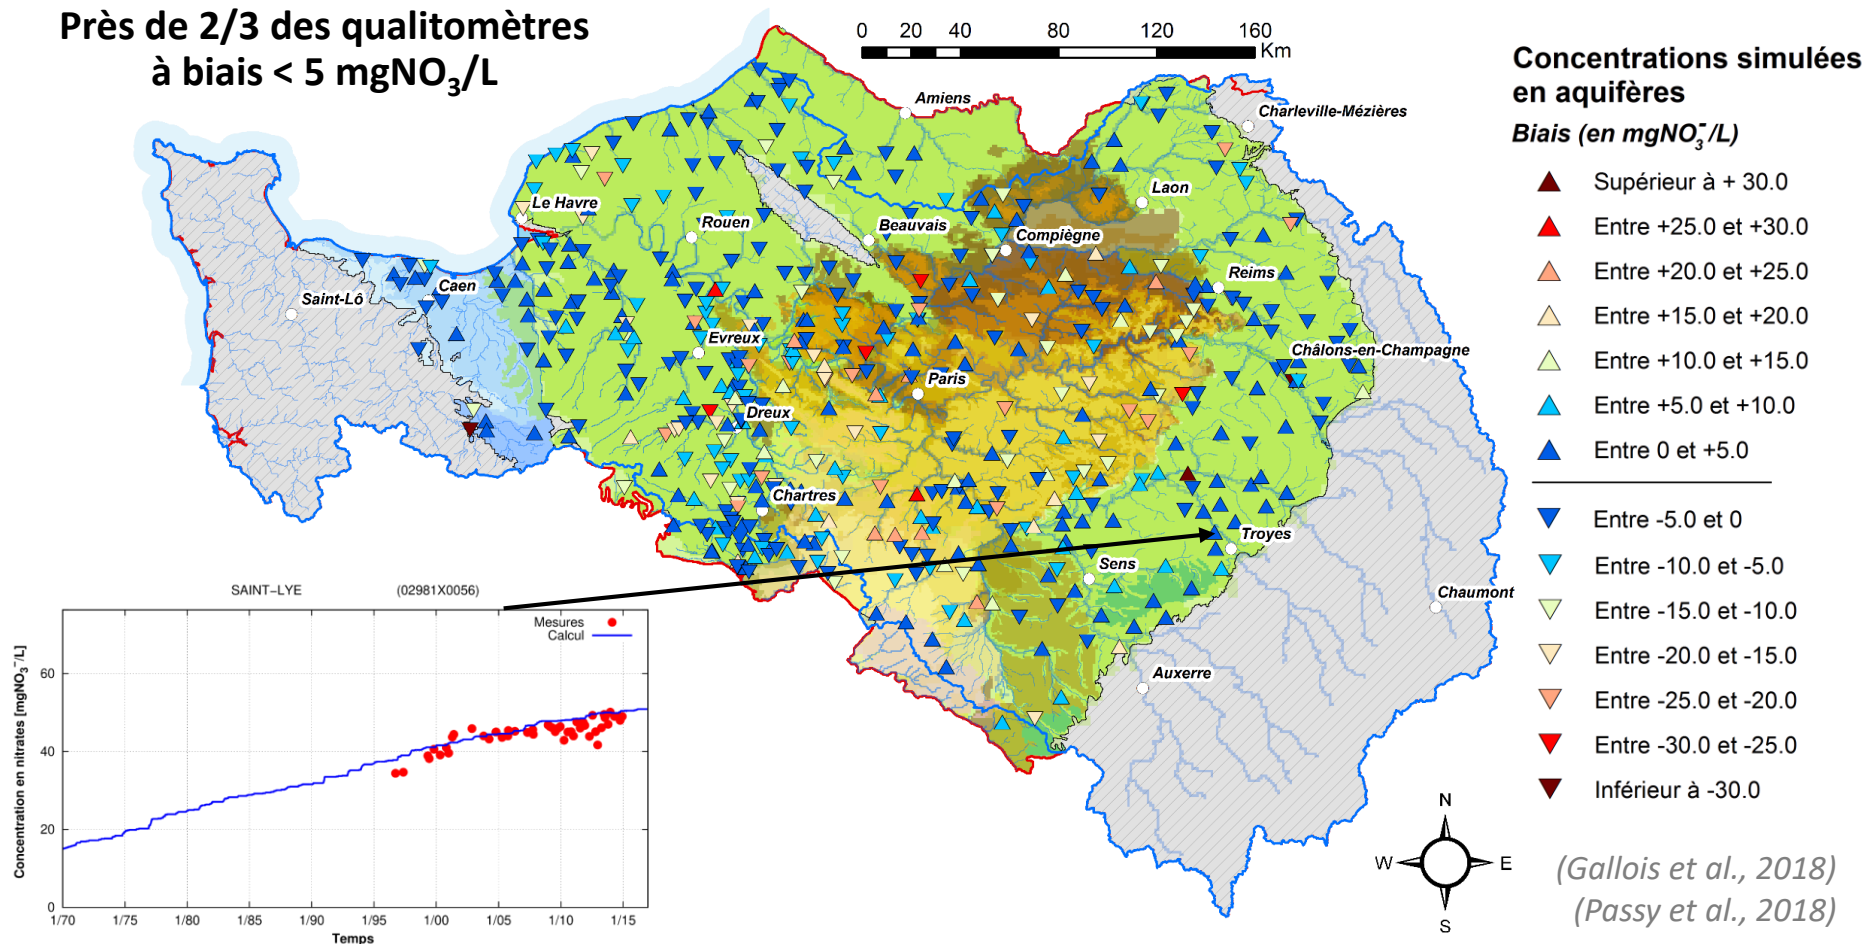 Près de 2/3 des qualitomètres
à biais < 5 mgNO₃/L
0 20 40 80 120 160
Km
Amiens
Charleville-Mézières
Laon
Le Havre
Rouen
Beauvais
Compiègne
Reims
Caen
Saint-Lô
Evreux
Châlons-en-Champagne
Paris
Dreux
Chartres
Troyes
Sens
Chaumont
Auxerre
Concentrations simulées
en aquifères
Biais (en mgNO₃⁻/L)
Supérieur à + 30.0
Entre +25.0 et +30.0
Entre +20.0 et +25.0
Entre +15.0 et +20.0
Entre +10.0 et +15.0
Entre +5.0 et +10.0
Entre 0 et +5.0
Entre -5.0 et 0
Entre -10.0 et -5.0
Entre -15.0 et -10.0
Entre -20.0 et -15.0
Entre -25.0 et -20.0
Entre -30.0 et -25.0
Inférieur à -30.0
SAINT-LYE (02981X0056)
Mesures
Calcul
Concentration en nitrates [mgNO₃⁻/L]
60
40
20
0
1/70 1/75 1/80 1/85 1/90 1/95 1/00 1/05 1/10 1/15
Temps
N
W E
S
(Gallois et al., 2018)
(Passy et al., 2018)